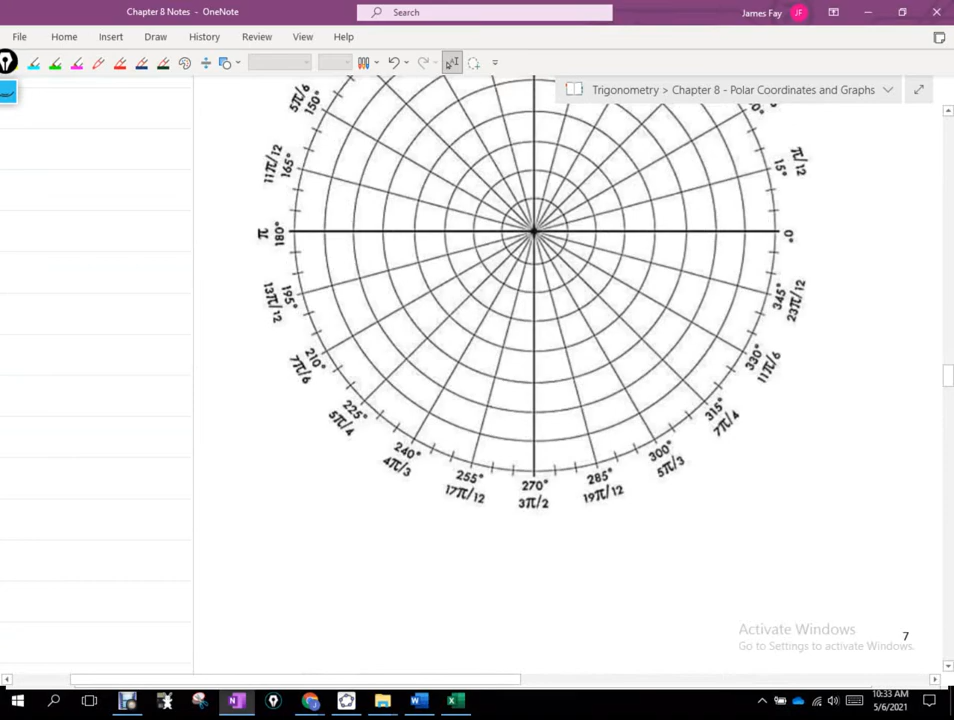 Chapter 8 Notes - OneNote
Search
James Fay
JF
File Home Insert Draw History Review View Help
Trigonometry > Chapter 8 - Polar Coordinates and Graphs
5π/6
150°
11π/12
165°
π
180°
13π/12
195°
7π/6
210°
5π/4
225°
4π/3
240°
17π/12
255°
3π/2
270°
19π/12
285°
5π/3
300°
7π/4
315°
11π/6
330°
23π/12
345°
0°
π/12
15°
Activate Windows
Go to Settings to activate Windows.
7
10:33 AM
5/6/2021